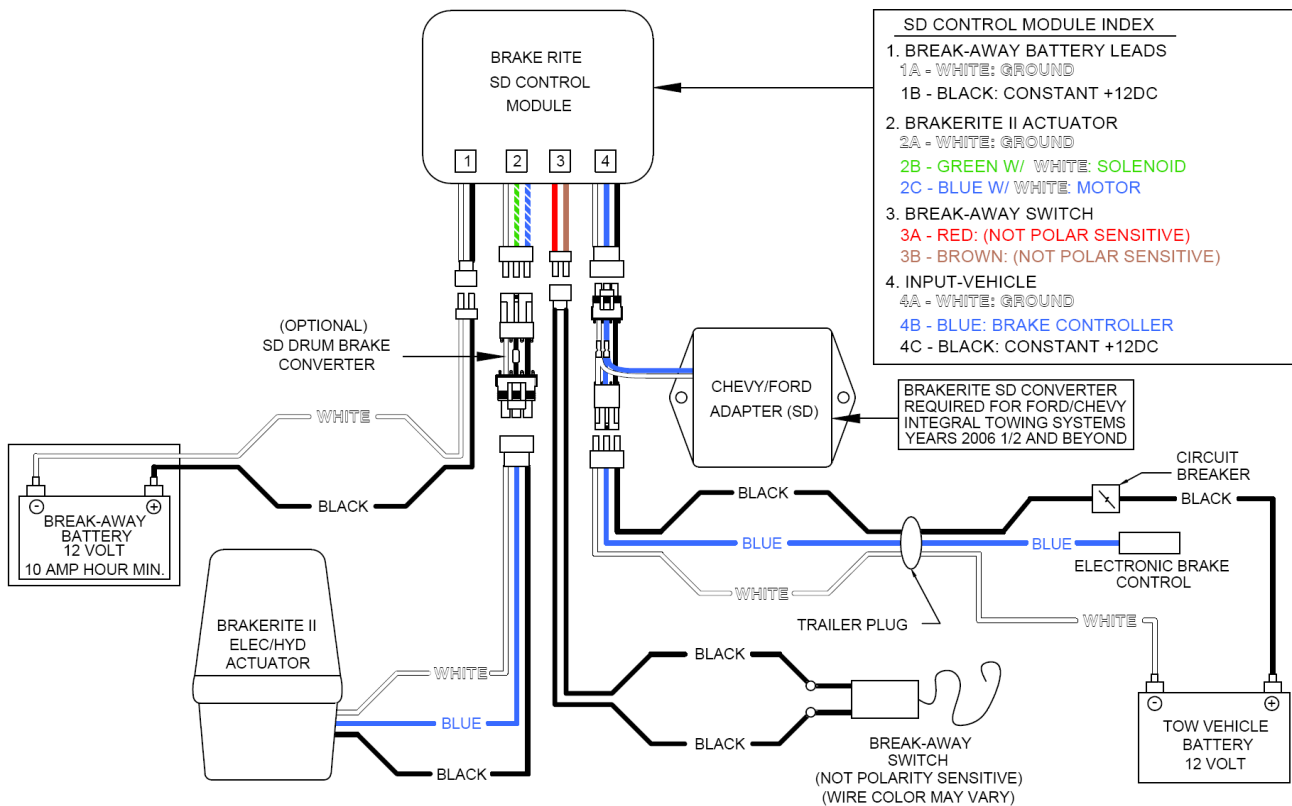 BRAKE RITE
SD CONTROL
MODULE
1
2
3
4
SD CONTROL MODULE INDEX
1. BREAK-AWAY BATTERY LEADS
1A - WHITE: GROUND
1B - BLACK: CONSTANT +12DC
2. BRAKERITE II ACTUATOR
2A - WHITE: GROUND
2B - GREEN W/ WHITE: SOLENOID
2C - BLUE W/ WHITE: MOTOR
3. BREAK-AWAY SWITCH
3A - RED: (NOT POLAR SENSITIVE)
3B - BROWN: (NOT POLAR SENSITIVE)
4. INPUT-VEHICLE
4A - WHITE: GROUND
4B - BLUE: BRAKE CONTROLLER
4C - BLACK: CONSTANT +12DC
(OPTIONAL)
SD DRUM BRAKE
CONVERTER
CHEVY/FORD
ADAPTER (SD)
BRAKERITE SD CONVERTER
REQUIRED FOR FORD/CHEVY
INTEGRAL TOWING SYSTEMS
YEARS 2006 1/2 AND BEYOND
WHITE
BLACK
- +
BREAK-AWAY
BATTERY
12 VOLT
10 AMP HOUR MIN.
BLACK
CIRCUIT
BREAKER
BLACK
BLUE
BLUE
ELECTRONIC BRAKE
CONTROL
WHITE
TRAILER PLUG
WHITE
BRAKERITE II
ELEC/HYD
ACTUATOR
WHITE
BLUE
BLACK
BLACK
BLACK
BREAK-AWAY
SWITCH
(NOT POLARITY SENSITIVE)
(WIRE COLOR MAY VARY)
- +
TOW VEHICLE
BATTERY
12 VOLT